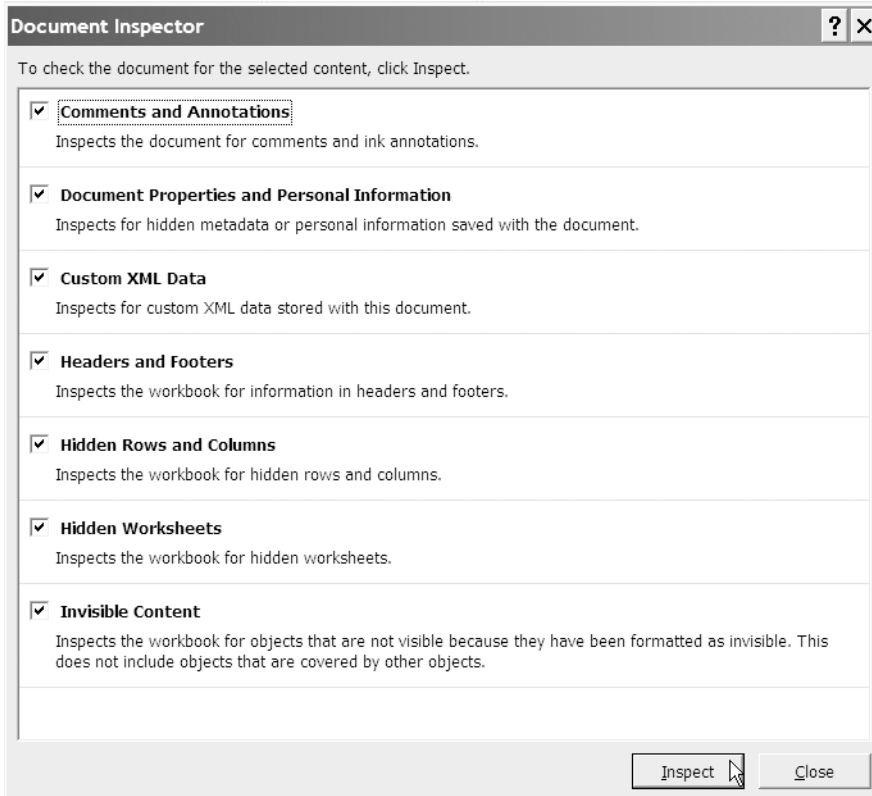 Document Inspector
To check the document for the selected content, click Inspect.
Comments and Annotations
Inspects the document for comments and ink annotations.
Document Properties and Personal Information
Inspects for hidden metadata or personal information saved with the document.
Custom XML Data
Inspects for custom XML data stored with this document.
Headers and Footers
Inspects the workbook for information in headers and footers.
Hidden Rows and Columns
Inspects the workbook for hidden rows and columns.
Hidden Worksheets
Inspects the workbook for hidden worksheets.
Invisible Content
Inspects the workbook for objects that are not visible because they have been formatted as invisible. This
does not include objects that are covered by other objects.
Inspect Close